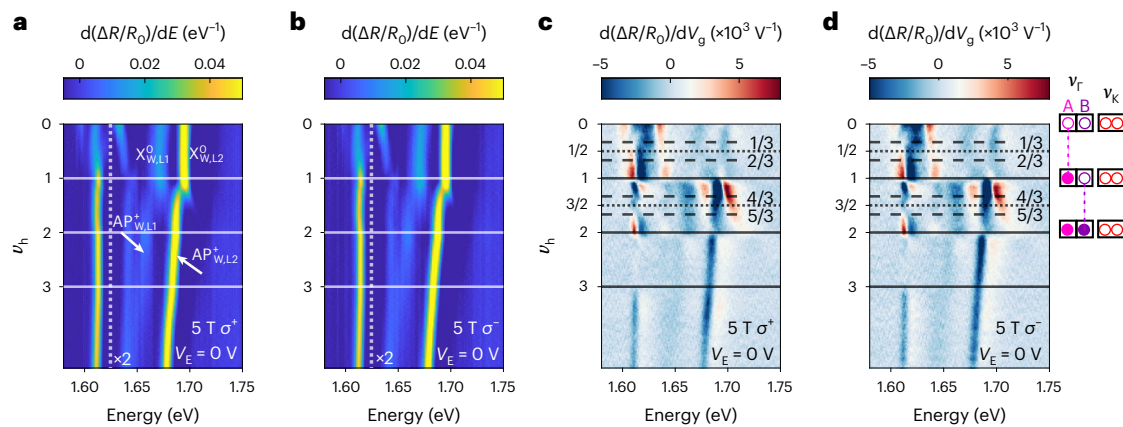 a b c d
d(ΔR/R₀)/dE (eV⁻¹) d(ΔR/R₀)/dE (eV⁻¹) d(ΔR/R₀)/dVg (×10³ V⁻¹) d(ΔR/R₀)/dVg (×10³ V⁻¹)
0 0.02 0.04 0 0.02 0.04 −5 0 5 −5 0 5
νΓ νK
A B
0 X⁰W,L1 X⁰W,L2 0
1/2 1/3 1/2 1/3
2/3 2/3
1 1
3/2 4/3 3/2 4/3
5/3 5/3
AP⁺W,L1
2 2
AP⁺W,L2
νh
3 3
5 T σ⁺ 5 T σ⁻ 5 T σ⁺ 5 T σ⁻
×2 VE = 0 V ×2 VE = 0 V VE = 0 V VE = 0 V
1.60 1.65 1.70 1.75 1.60 1.65 1.70 1.75 1.60 1.65 1.70 1.75 1.60 1.65 1.70 1.75
Energy (eV) Energy (eV) Energy (eV) Energy (eV)